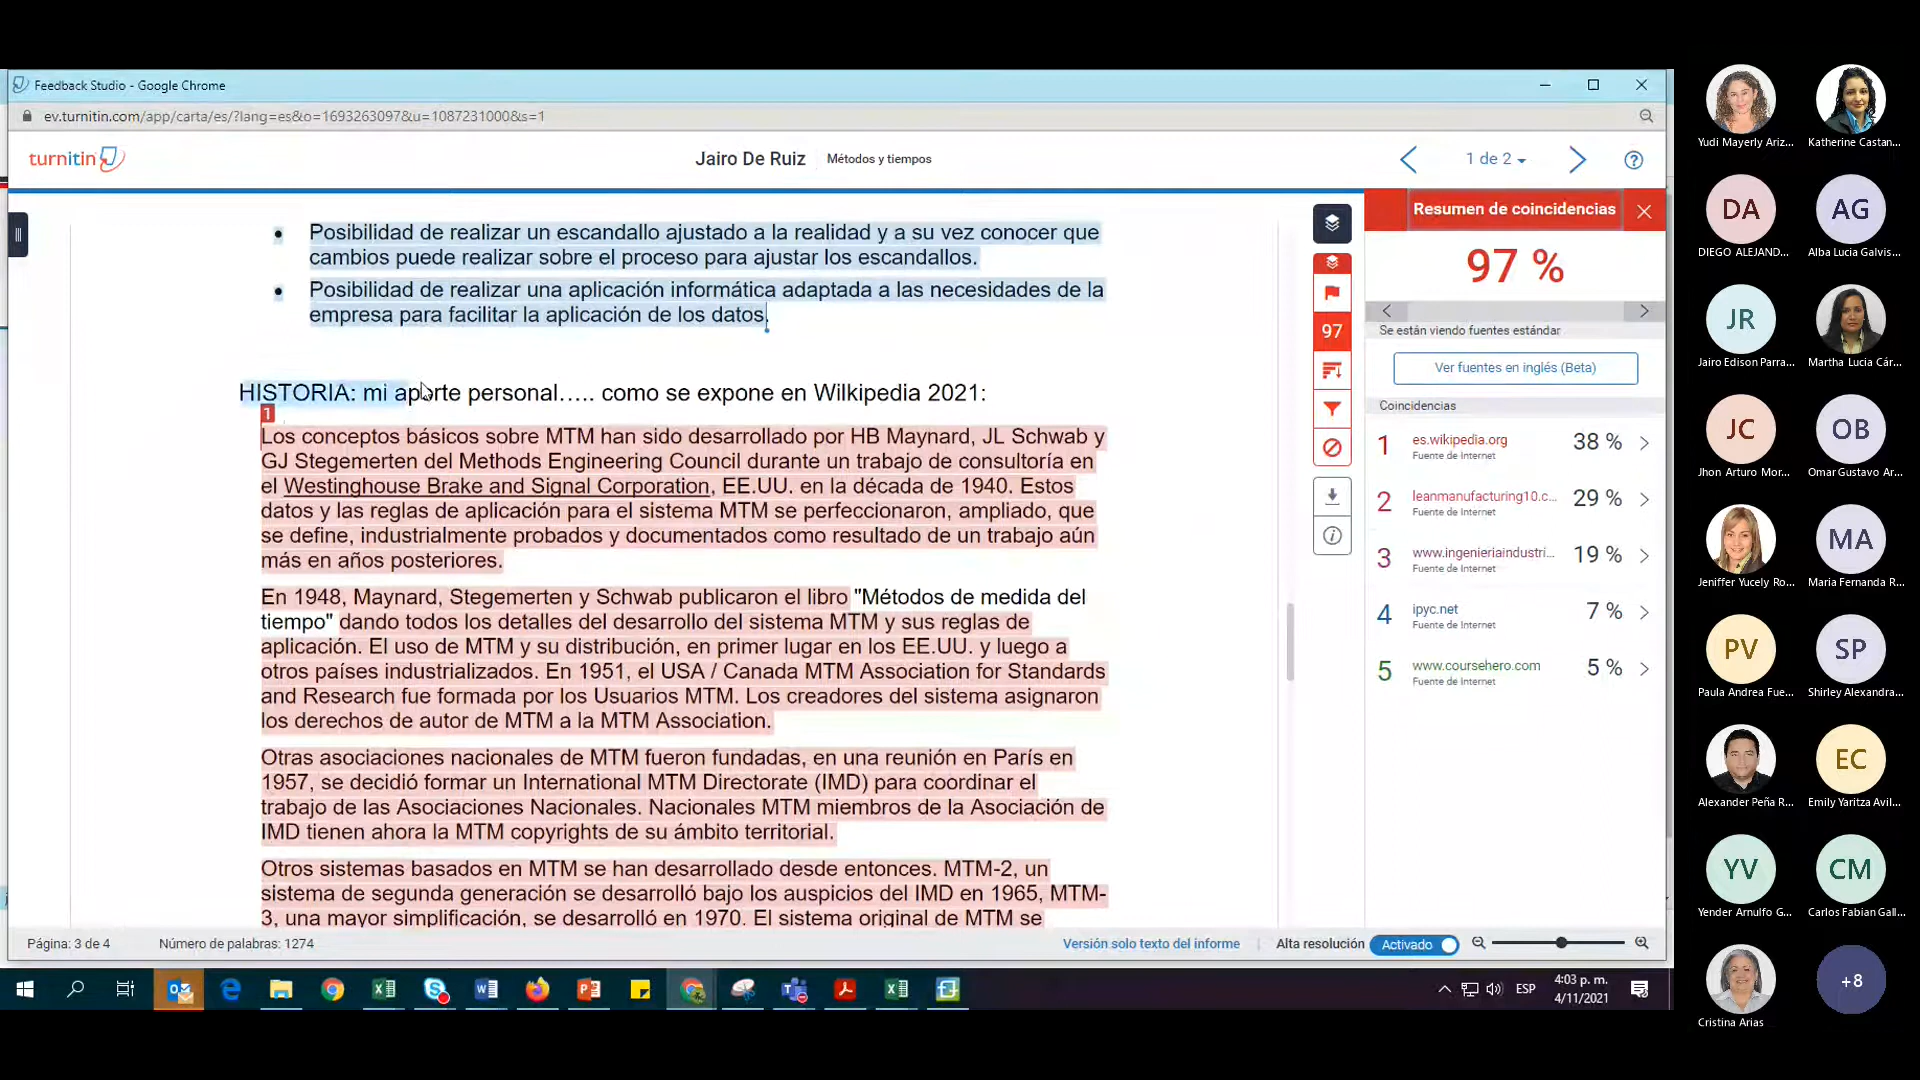 Feedback Studio - Google Chrome
ev.turnitin.com/app/carta/es/?lang=es&o=1693263097&u=1087231000&s=1
turnitin
Jairo De Ruiz
Métodos y tiempos
1 de 2
Posibilidad de realizar un escandallo ajustado a la realidad y a su vez conocer que
cambios puede realizar sobre el proceso para ajustar los escandallos.
Posibilidad de realizar una aplicación informática adaptada a las necesidades de la
empresa para facilitar la aplicación de los datos.
HISTORIA: mi aporte personal….. como se expone en Wilkipedia 2021:
1
Los conceptos básicos sobre MTM han sido desarrollado por HB Maynard, JL Schwab y
GJ Stegemerten del Methods Engineering Council durante un trabajo de consultoría en
el Westinghouse Brake and Signal Corporation, EE.UU. en la década de 1940. Estos
datos y las reglas de aplicación para el sistema MTM se perfeccionaron, ampliado, que
se define, industrialmente probados y documentados como resultado de un trabajo aún
más en años posteriores.
En 1948, Maynard, Stegemerten y Schwab publicaron el libro "Métodos de medida del
tiempo" dando todos los detalles del desarrollo del sistema MTM y sus reglas de
aplicación. El uso de MTM y su distribución, en primer lugar en los EE.UU. y luego a
otros países industrializados. En 1951, el USA / Canada MTM Association for Standards
and Research fue formada por los Usuarios MTM. Los creadores del sistema asignaron
los derechos de autor de MTM a la MTM Association.
Otras asociaciones nacionales de MTM fueron fundadas, en una reunión en París en
1957, se decidió formar un International MTM Directorate (IMD) para coordinar el
trabajo de las Asociaciones Nacionales. Nacionales MTM miembros de la Asociación de
IMD tienen ahora la MTM copyrights de su ámbito territorial.
Otros sistemas basados en MTM se han desarrollado desde entonces. MTM-2, un
sistema de segunda generación se desarrolló bajo los auspicios del IMD en 1965, MTM-
3, una mayor simplificación, se desarrolló en 1970. El sistema original de MTM se
97
Resumen de coincidencias
97 %
Se están viendo fuentes estándar
Ver fuentes en inglés (Beta)
Coincidencias
1 es.wikipedia.org 38 %
Fuente de Internet
2 leanmanufacturing10.c... 29 %
Fuente de Internet
3 www.ingenieriaindustri... 19 %
Fuente de Internet
4 ipyc.net 7 %
Fuente de Internet
5 www.coursehero.com 5 %
Fuente de Internet
Página: 3 de 4
Número de palabras: 1274
Versión solo texto del informe
Alta resolución
Activado
ESP
4:03 p. m.
4/11/2021
Yudi Mayerly Ariz...
Katherine Castan...
DA
AG
DIEGO ALEJAND...
Alba Lucia Galvis...
JR
Jairo Edison Parra...
Martha Lucia Cár...
JC
OB
Jhon Arturo Mor...
Omar Gustavo Ar...
MA
Jeniffer Yucely Ro...
Maria Fernanda R...
PV
SP
Paula Andrea Fue...
Shirley Alexandra...
EC
Alexander Peña R...
Emily Yaritza Avil...
YV
CM
Yender Arnulfo G...
Carlos Fabian Gall...
+8
Cristina Arias